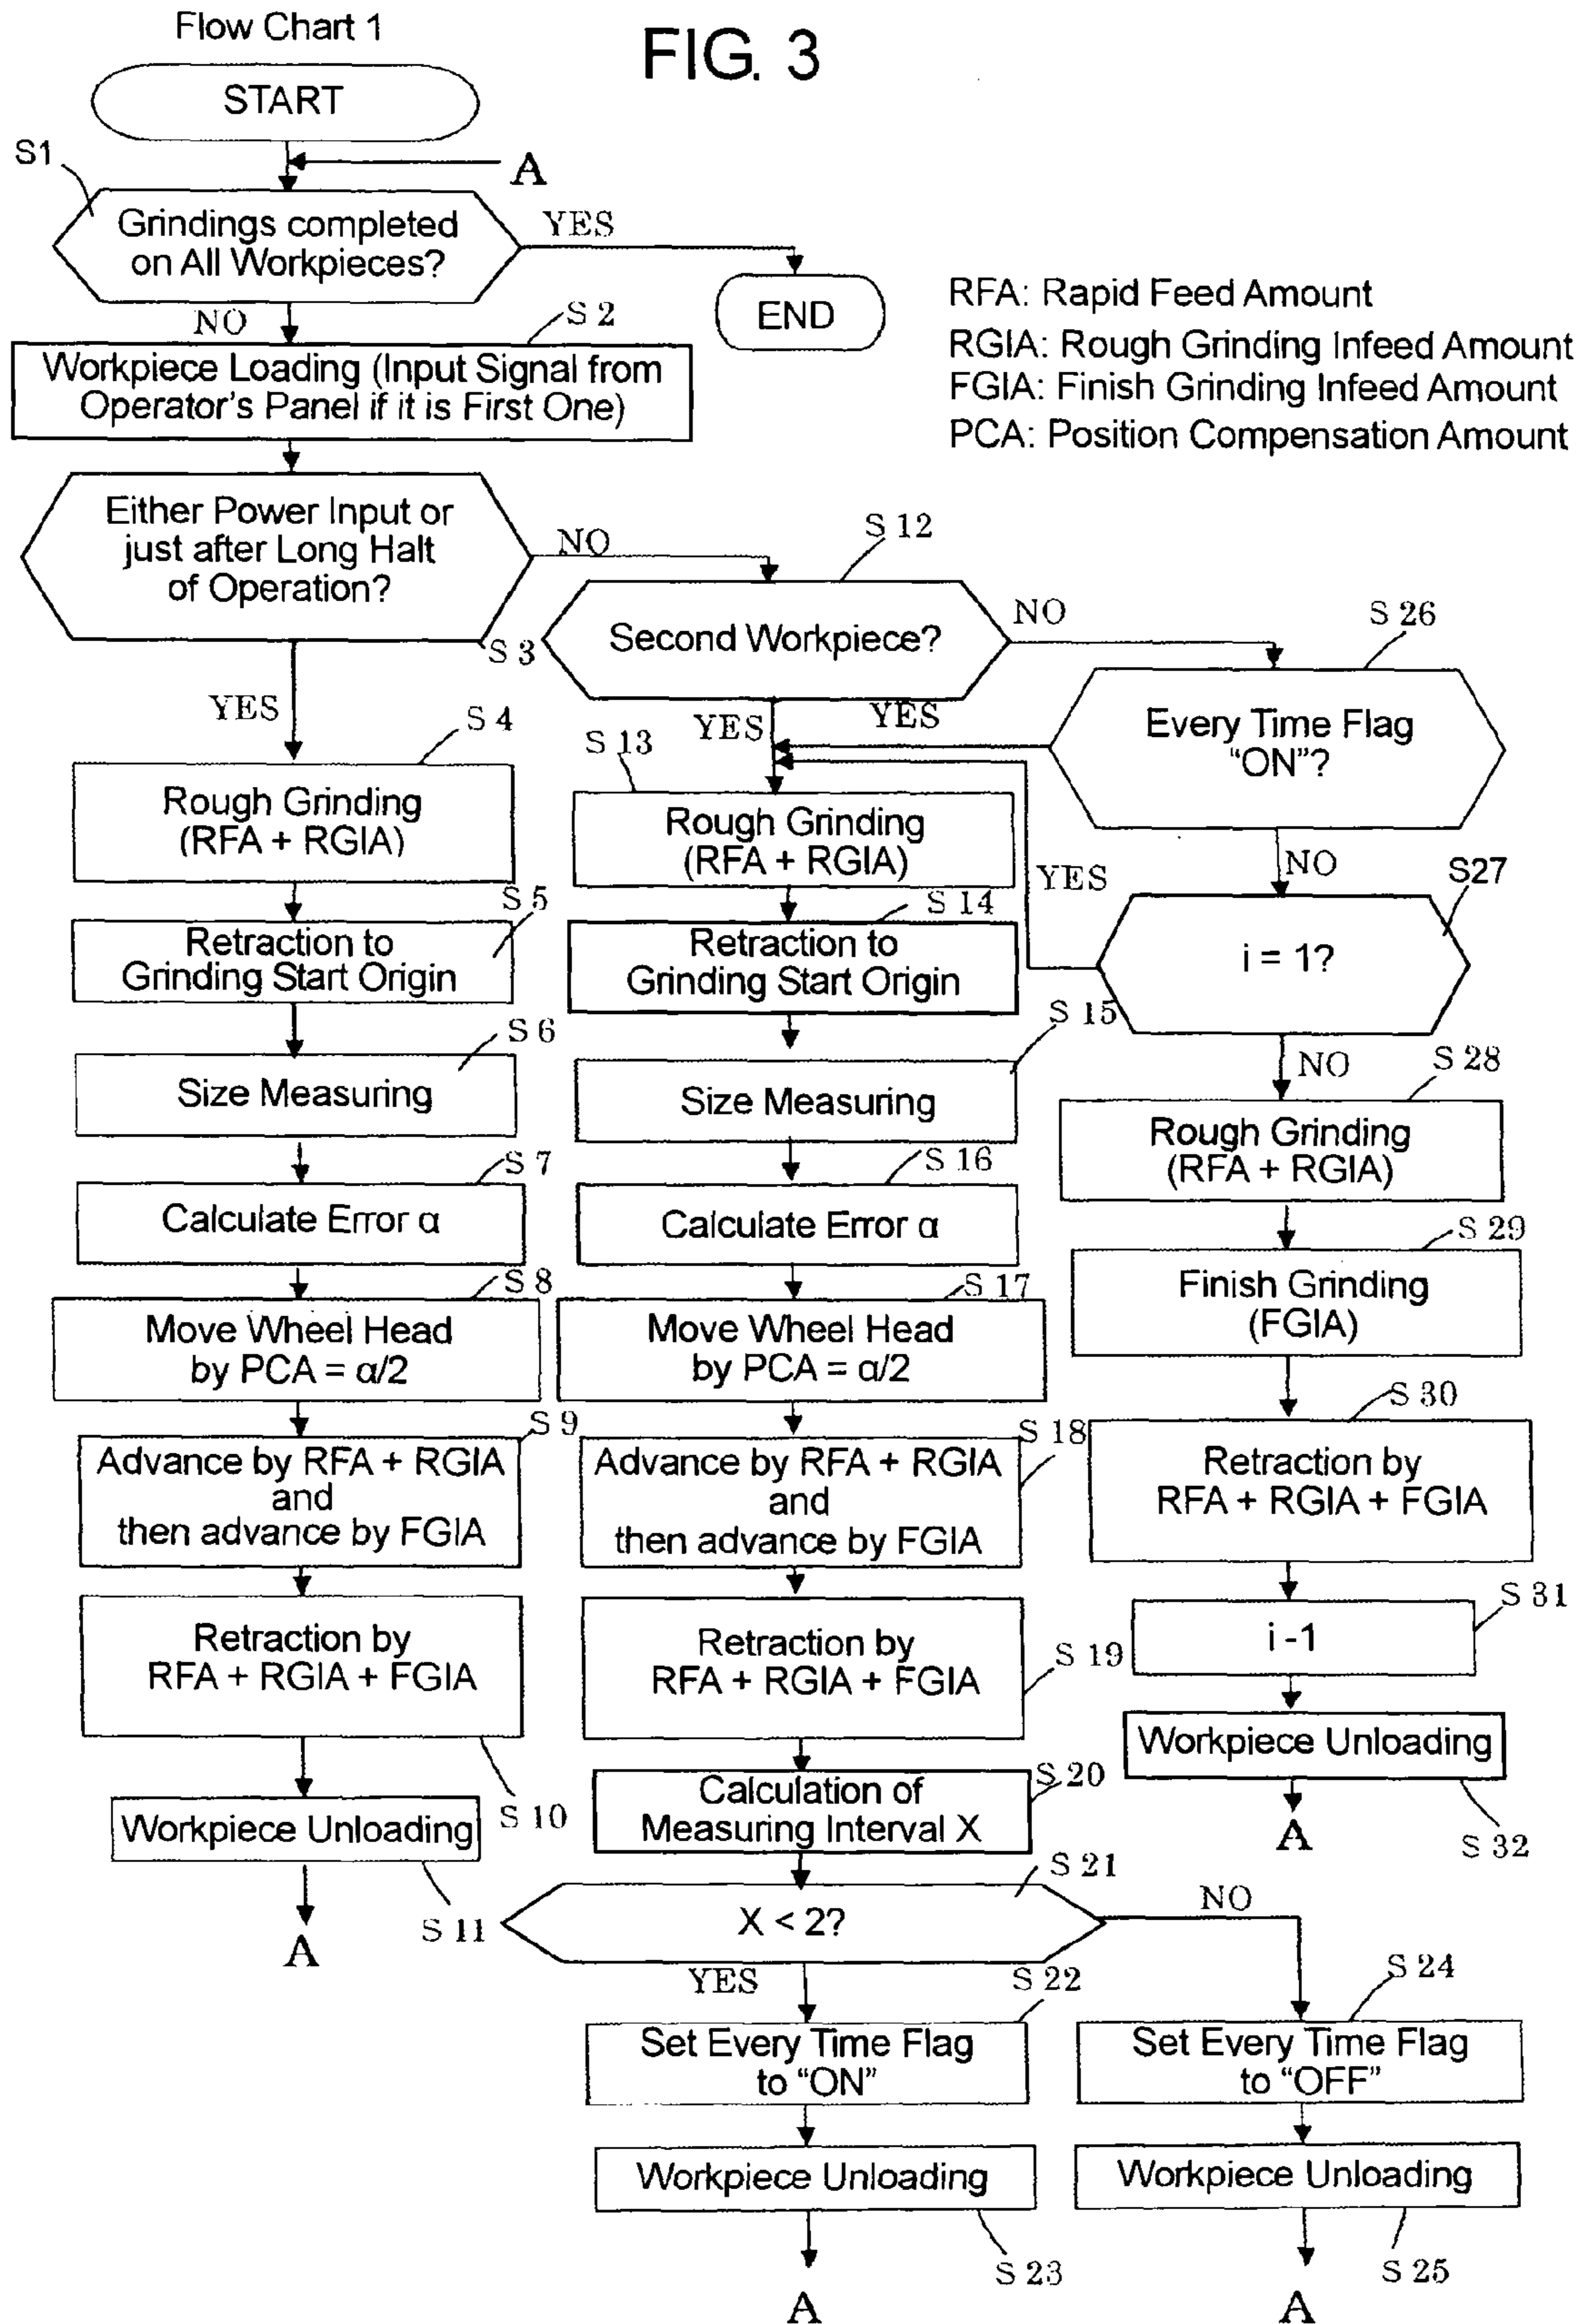 Flow Chart 1
FIG. 3
START
A
S1
Grindings completed
on All Workpieces?
YES
END
NO
RFA: Rapid Feed Amount
RGIA: Rough Grinding Infeed Amount
FGIA: Finish Grinding Infeed Amount
PCA: Position Compensation Amount
S 2
Workpiece Loading (Input Signal from
Operator's Panel if it is First One)
Either Power Input or
just after Long Halt
of Operation?
S 3
NO
YES
S 4
Rough Grinding
(RFA + RGIA)
S 5
Retraction to
Grinding Start Origin
S 6
Size Measuring
S 7
Calculate Error α
S 8
Move Wheel Head
by PCA = α/2
S 9
Advance by RFA + RGIA
and
then advance by FGIA
Retraction by
RFA + RGIA + FGIA
S 10
Workpiece Unloading
S 11
A
S 12
Second Workpiece?
NO
YES
S 13
Rough Grinding
(RFA + RGIA)
S 14
Retraction to
Grinding Start Origin
S 15
Size Measuring
S 16
Calculate Error α
S 17
Move Wheel Head
by PCA = α/2
S 18
Advance by RFA + RGIA
and
then advance by FGIA
Retraction by
RFA + RGIA + FGIA
S 19
S 20
Calculation of
Measuring Interval X
S 21
X < 2?
YES
NO
S 22
Set Every Time Flag
to “ON”
Workpiece Unloading
S 23
A
S 24
Set Every Time Flag
to “OFF”
Workpiece Unloading
S 25
A
S 26
Every Time Flag
“ON”?
YES
NO
S27
i = 1?
YES
NO
S 28
Rough Grinding
(RFA + RGIA)
S 29
Finish Grinding
(FGIA)
S 30
Retraction by
RFA + RGIA + FGIA
S 31
i -1
Workpiece Unloading
S 32
A